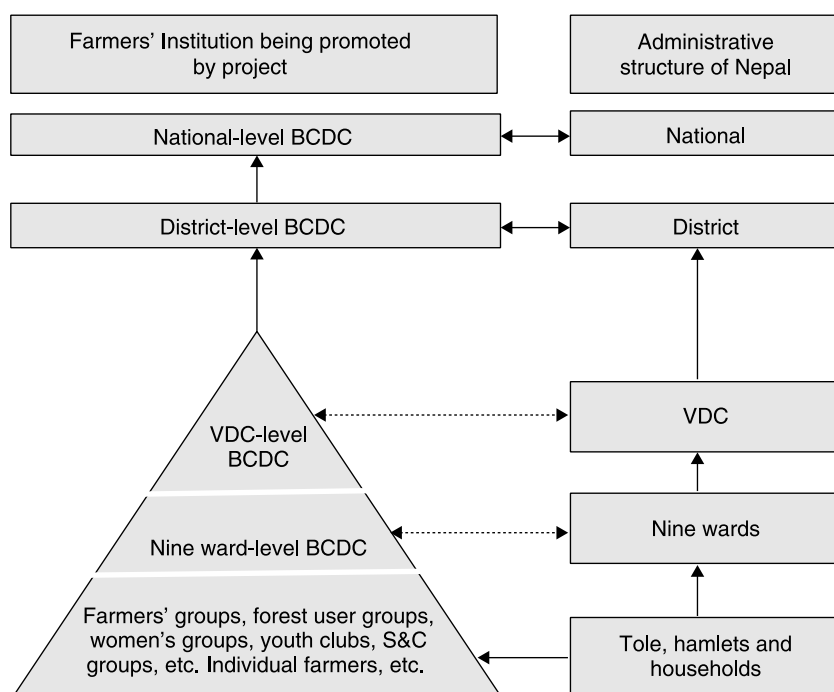 Farmers' Institution being promoted
by project
Administrative
structure of Nepal
National-level BCDC
National
District-level BCDC
District
VDC-level
BCDC
VDC
Nine ward-level BCDC
Nine wards
Farmers' groups, forest user groups,
women's groups, youth clubs, S&C
groups, etc. Individual farmers, etc.
Tole, hamlets and
households